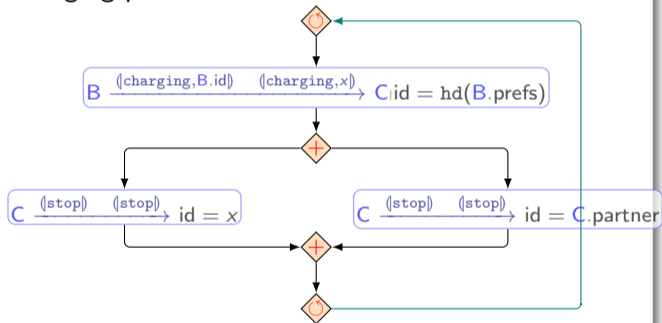 ⦇charging,B.id⦈ ⦇charging,x⦈
B C|id = hd(B.prefs)
+
⦇stop⦈ ⦇stop⦈
C id = x
⦇stop⦈ ⦇stop⦈
C id = C.partner
+